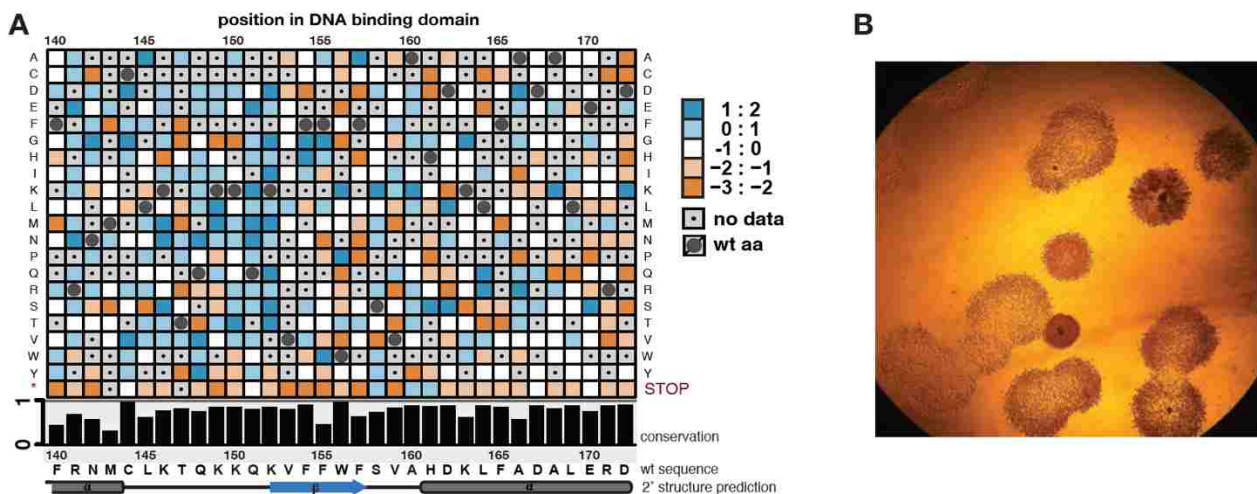 A
position in DNA binding domain
B
140 145 150 155 160 165 170
A A
C C
D D
E E
F F
G G
H H
I I
K K
L L
M M
N N
P P
Q Q
R R
S S
T T
V V
W W
Y Y
* STOP
1 : 2
0 : 1
-1 : 0
−2 : −1
−3 : −2
no data
wt aa
1
0
conservation
140 145 150 155 160 165 170
F R N M C L K T Q K K Q K V F F W F S V A H D K L F A D A L E R D wt sequence
α β α 2˚ structure prediction